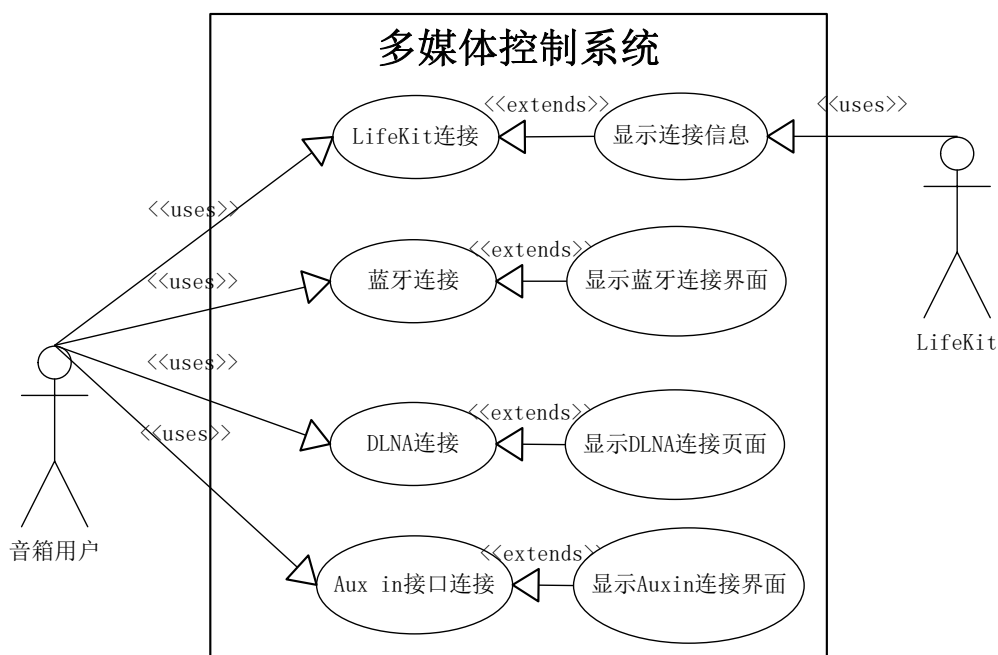 多媒体控制系统
<<extends>>
<<uses>>
LifeKit连接
显示连接信息
<<uses>>
<<extends>>
<<uses>>
蓝牙连接
显示蓝牙连接界面
LifeKit
<<uses>>
<<extends>>
<<uses>>
DLNA连接
显示DLNA连接页面
音箱用户
<<extends>>
Aux in接口连接
显示Auxin连接界面